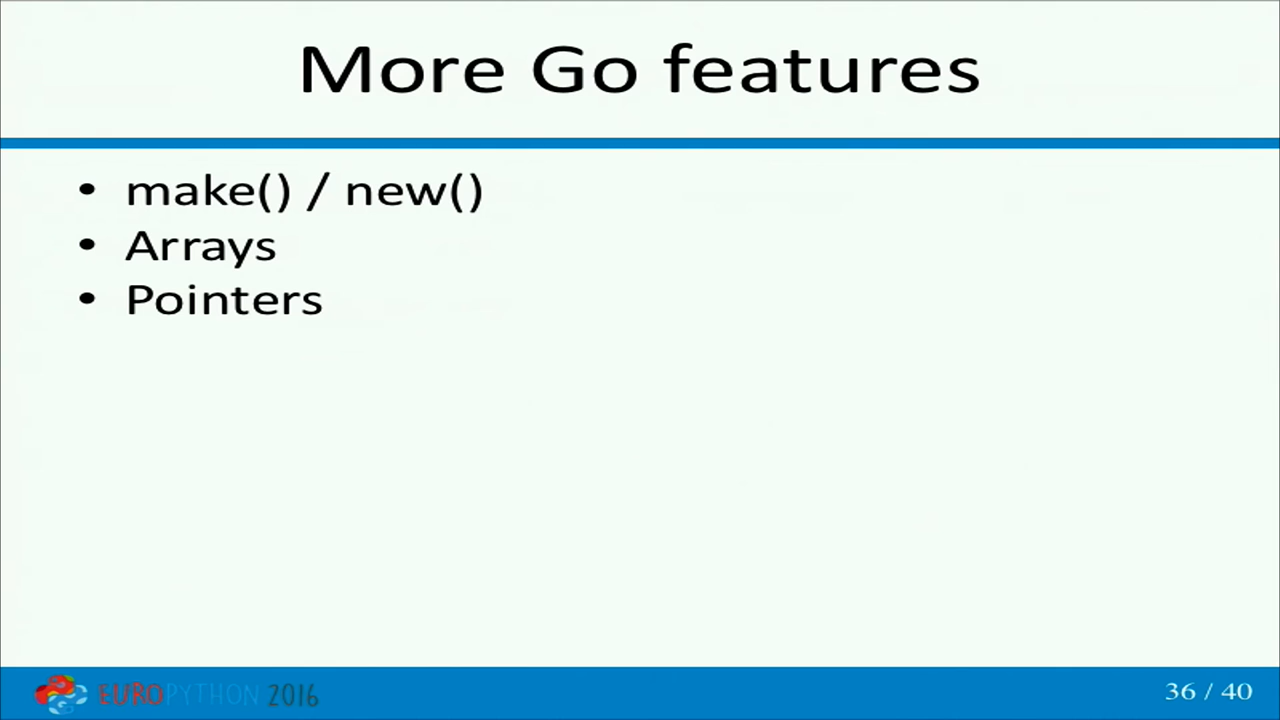 More Go features
• make() / new()
• Arrays
• Pointers
EUROPYTHON 2016
36 / 40